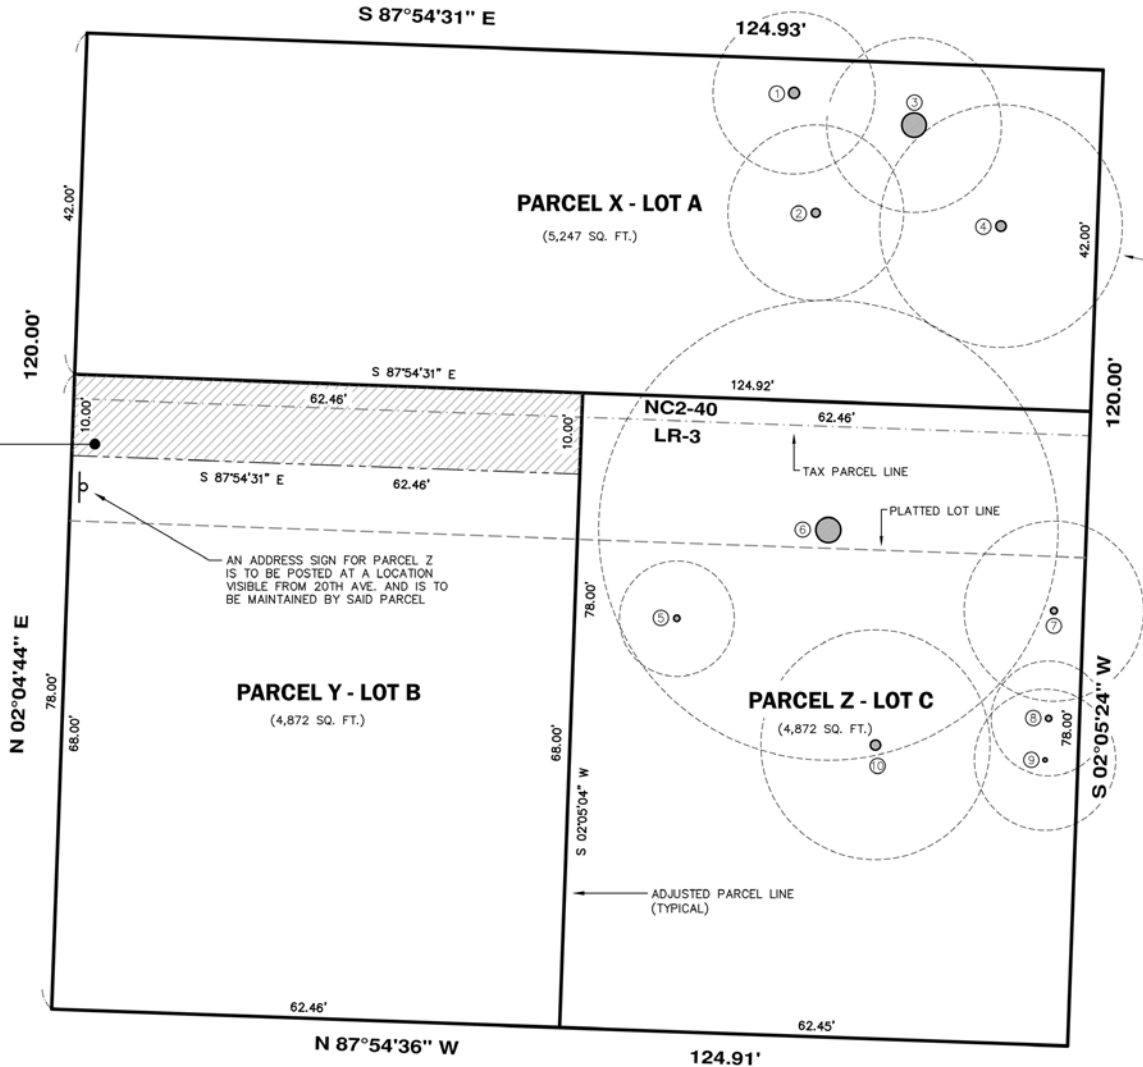 S 87°54'31" E
124.93'
1
3
42.00'
PARCEL X - LOT A
(5,247 SQ. FT.)
2
4
42.00'
120.00'
S 87°54'31" E
124.92'
120.00'
62.46'
NC2-40
62.46'
10.00'
10.00'
LR-3
TAX PARCEL LINE
S 87°54'31" E
62.46'
PLATTED LOT LINE
6
AN ADDRESS SIGN FOR PARCEL Z
IS TO BE POSTED AT A LOCATION
VISIBLE FROM 20TH AVE. AND IS TO
BE MAINTAINED BY SAID PARCEL
78.00'
5
7
N 02°04'44" E
78.00'
68.00'
PARCEL Y - LOT B
(4,872 SQ. FT.)
68.00'
PARCEL Z - LOT C
(4,872 SQ. FT.)
8
78.00'
S 02°05'24" W
9
10
S 02°05'04" W
ADJUSTED PARCEL LINE
(TYPICAL)
62.46'
62.45'
N 87°54'36" W
124.91'